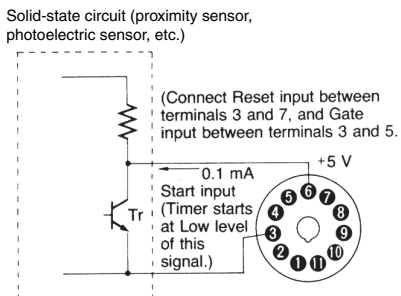 Solid-state circuit (proximity sensor,
photoelectric sensor, etc.)
(Connect Reset input between
terminals 3 and 7, and Gate
input between terminals 3 and 5.
+5 V
0.1 mA
Start input
(Timer starts
at Low level
of this
signal.)
Tr
1
2
3
4
5
6
7
8
9
10
11